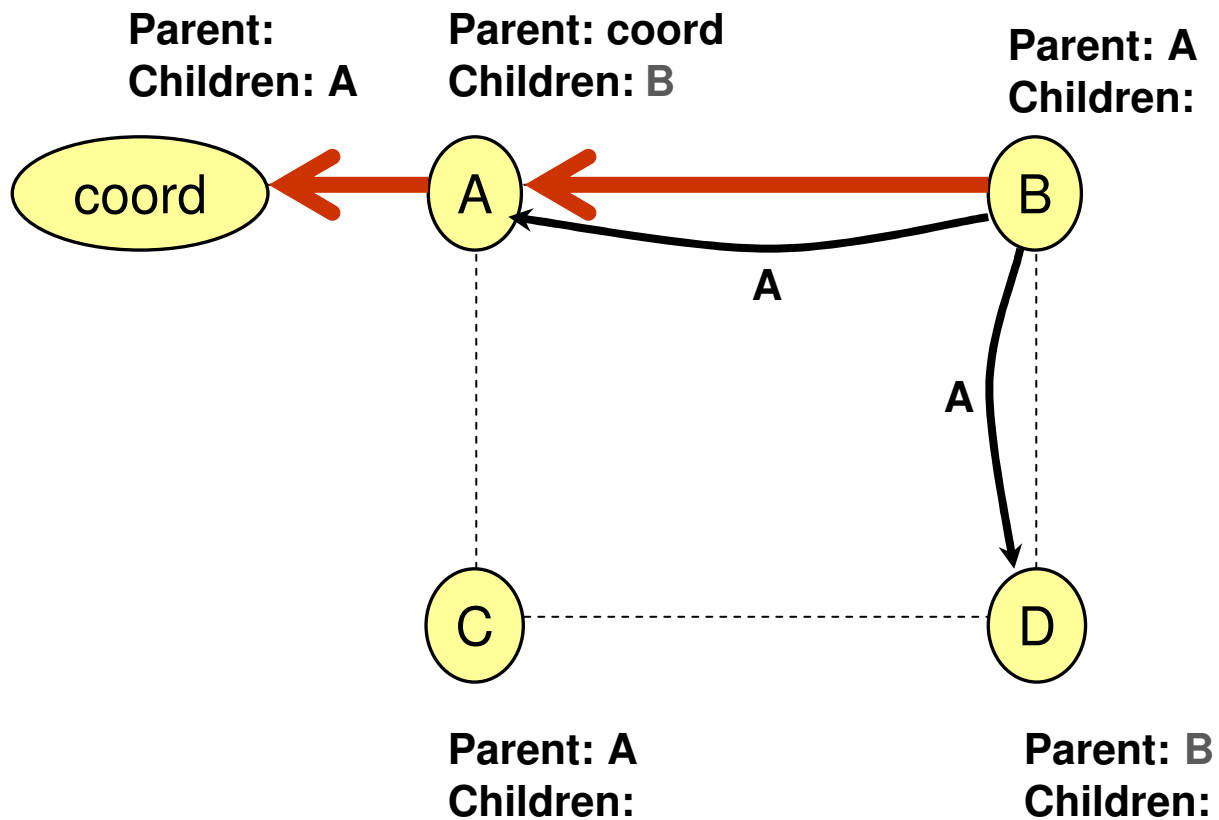 Parent:
Children: A
Parent: coord
Children: B
Parent: A
Children:
coord
A
B
A
A
C
D
Parent: A
Children:
Parent: B
Children: